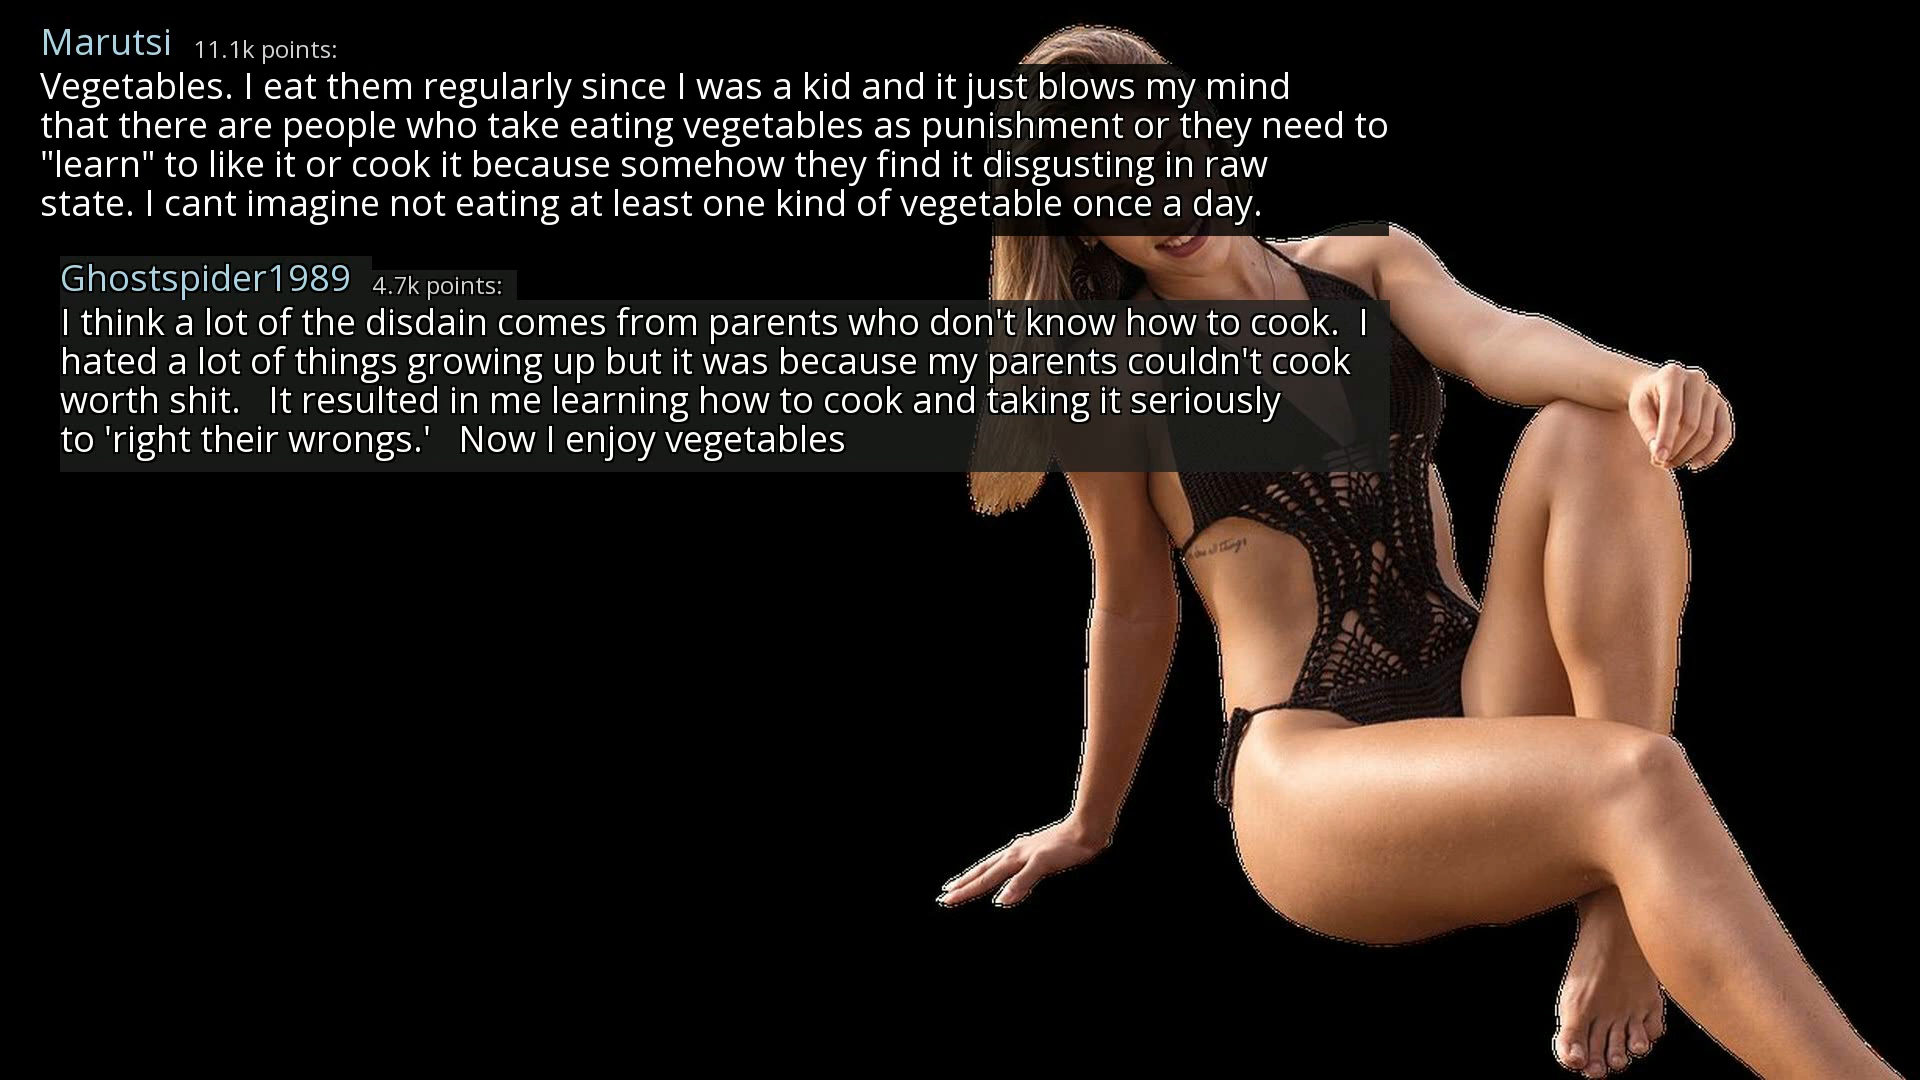 Marutsi 11.1k points:
Vegetables. I eat them regularly since I was a kid and it just blows my mind
that there are people who take eating vegetables as punishment or they need to
"learn" to like it or cook it because somehow they find it disgusting in raw
state. I cant imagine not eating at least one kind of vegetable once a day.
Ghostspider1989 4.7k points:
I think a lot of the disdain comes from parents who don't know how to cook.  I
hated a lot of things growing up but it was because my parents couldn't cook
worth shit.   It resulted in me learning how to cook and taking it seriously
to 'right their wrongs.'   Now I enjoy vegetables
all things